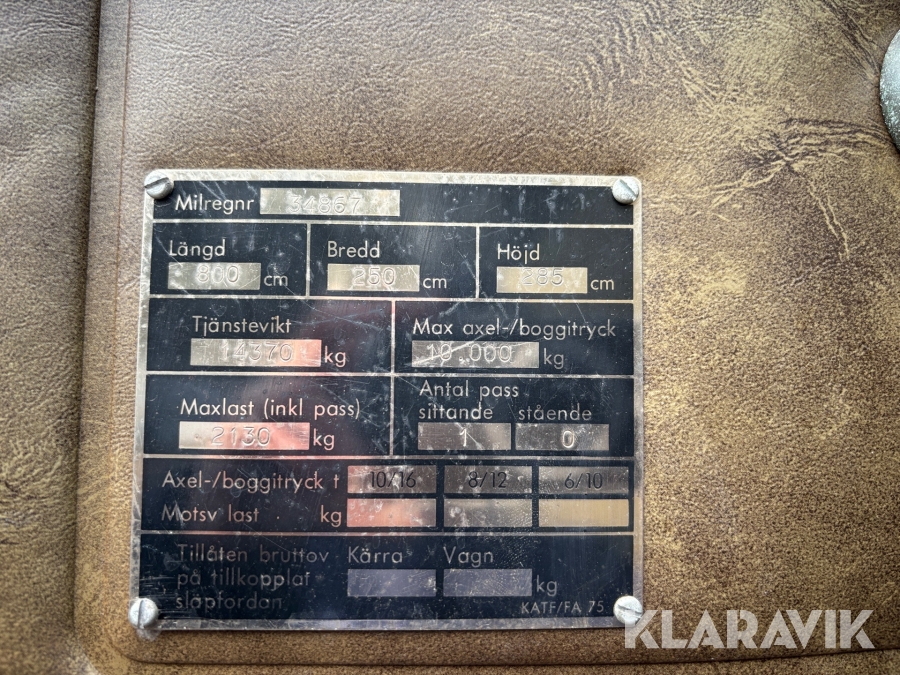 Milregnr 34867
Längd Bredd Höjd
800 cm 250 cm 285 cm
Tjänstevikt Max axel-/boggitryck
14370 kg 10.000 kg
Antal pass
Maxlast (inkl pass) sittande stående
2130 kg 1 0
Axel-/boggitryck t 10/16 8/12 6/10
Motsv last kg
Tillåten bruttov Kärra Vagn
på tillkopplat kg
släpfordan KATF/FA 75
KLARAVIK